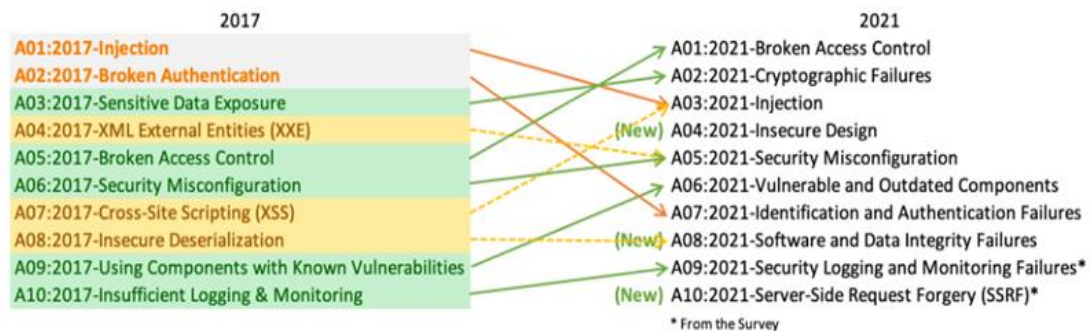 2017
A01:2017-Injection
A02:2017-Broken Authentication
A03:2017-Sensitive Data Exposure
A04:2017-XML External Entities (XXE)
A05:2017-Broken Access Control
A06:2017-Security Misconfiguration
A07:2017-Cross-Site Scripting (XSS)
A08:2017-Insecure Deserialization
A09:2017-Using Components with Known Vulnerabilities
A10:2017-Insufficient Logging & Monitoring
2021
A01:2021-Broken Access Control
A02:2021-Cryptographic Failures
A03:2021-Injection
(New) A04:2021-Insecure Design
A05:2021-Security Misconfiguration
A06:2021-Vulnerable and Outdated Components
A07:2021-Identification and Authentication Failures
(New) A08:2021-Software and Data Integrity Failures
A09:2021-Security Logging and Monitoring Failures*
(New) A10:2021-Server-Side Request Forgery (SSRF)*
* From the Survey